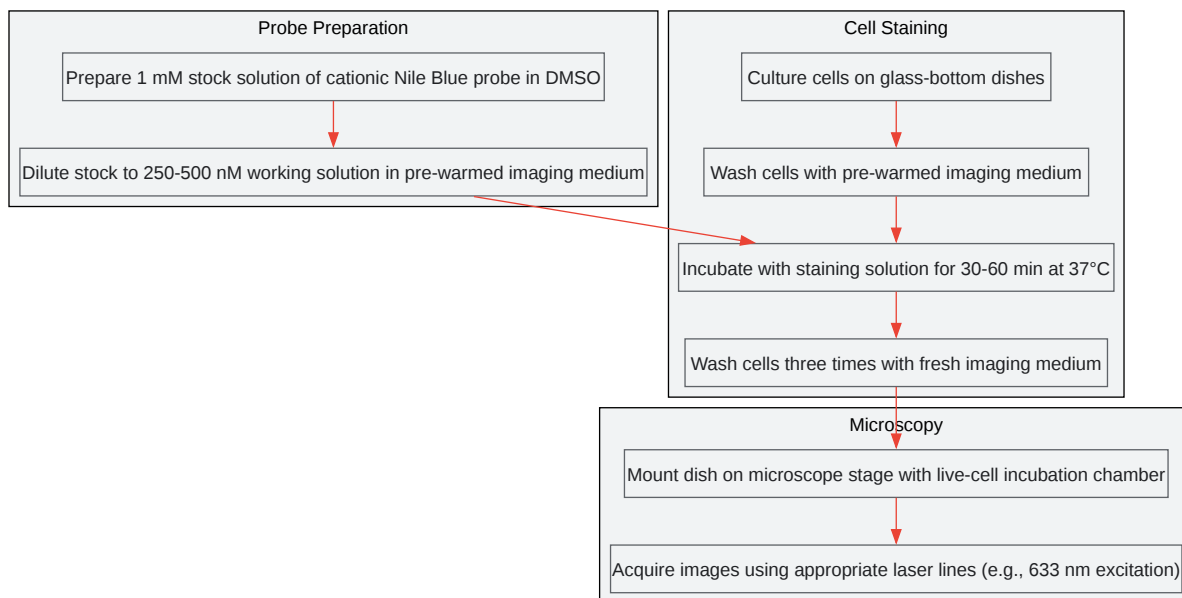 Probe Preparation
Prepare 1 mM stock solution of cationic Nile Blue probe in DMSO
Dilute stock to 250-500 nM working solution in pre-warmed imaging medium
Cell Staining
Culture cells on glass-bottom dishes
Wash cells with pre-warmed imaging medium
Incubate with staining solution for 30-60 min at 37°C
Wash cells three times with fresh imaging medium
Microscopy
Mount dish on microscope stage with live-cell incubation chamber
Acquire images using appropriate laser lines (e.g., 633 nm excitation)